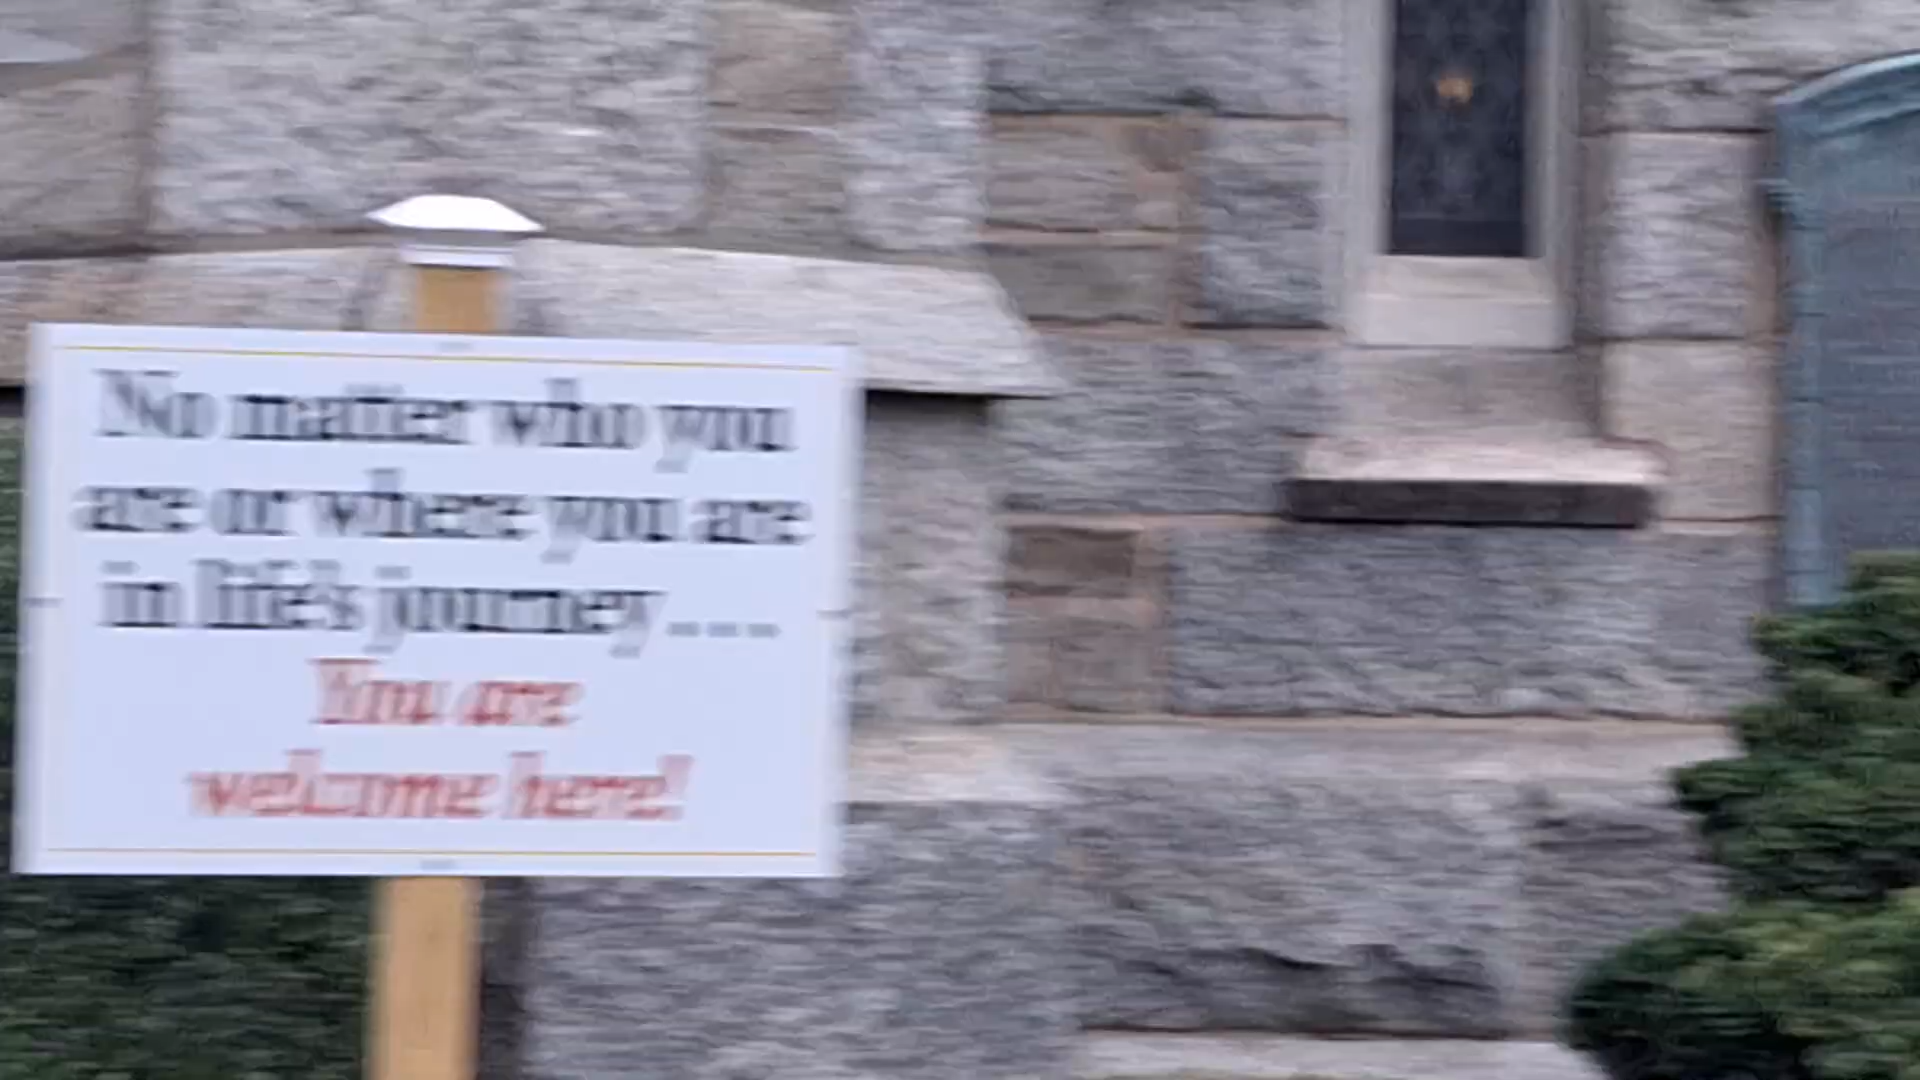 No matter who you
are or where you are
in life's journey....
You are
welcome here!